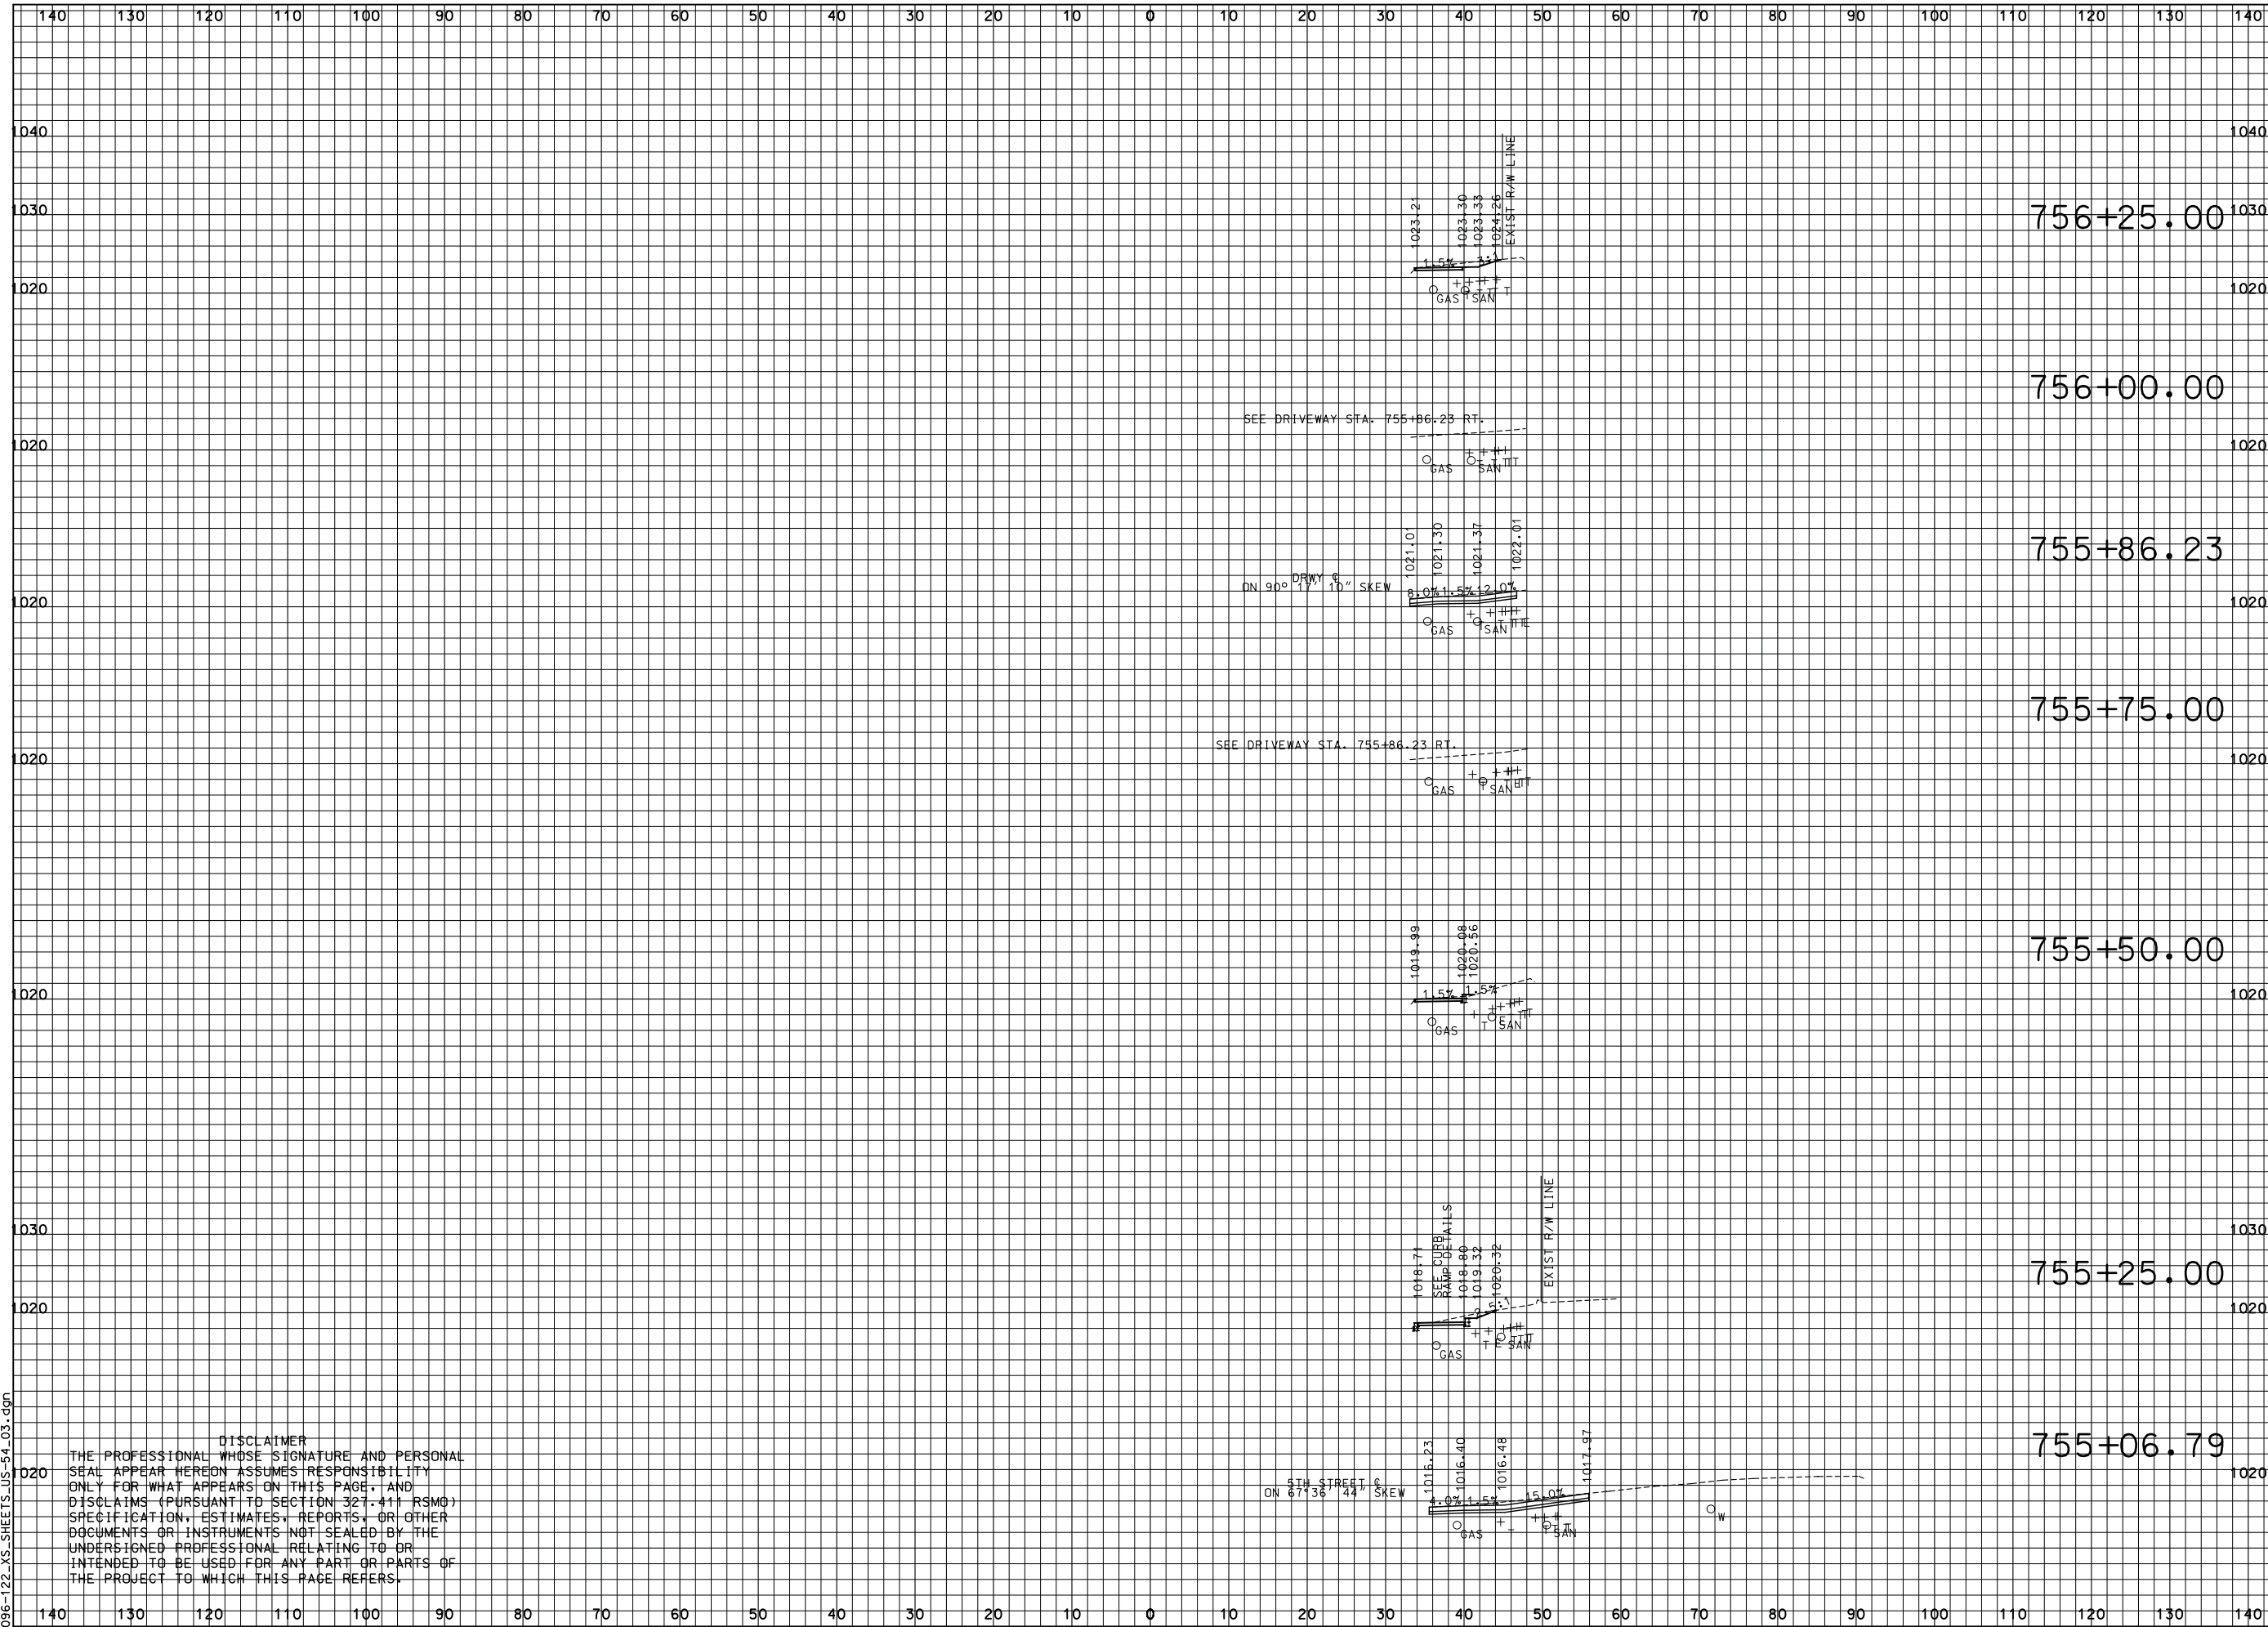 140 130 120 110 100 90 80 70 60 50 40 30 20 10 0 10 20 30 40 50 60 70 80 90 100 110 120 130 140
1040 1040
EXIST R/W LINE
1030 1030
756+25.00
1023.21 1023.30 1023.33 1024.26
1.5% 3:1
1020 1020
GAS T SAN T T T T
756+00.00
SEE DRIVEWAY STA. 755+86.23 RT.
1020 1020
GAS SAN T T T T
755+86.23
1021.01 1021.30 1021.37 1022.01
DRWY ℄
ON 90° 17' 10" SKEW
8.0% 1.5% 12.0%
1020 1020
GAS T SAN T T T E
755+75.00
SEE DRIVEWAY STA. 755+86.23 RT.
1020 1020
GAS T SAN T E T T
755+50.00
1019.99 1020.08 1020.56
1.5% 1.5%
1020 1020
GAS T E SAN T T T
EXIST R/W LINE
1030 1030
755+25.00
1018.71 SEE CURB
RAMP DETAILS
1018.80 1019.32 1020.32
2.5:1
1020 1020
GAS T E SAN T T T
755+06.79
1016.23 1016.40 1016.48 1017.97
1020 1020
5TH STREET ℄
ON 67°36' 44" SKEW
4.0% 1.5% 15.0%
GAS T SAN T T W
DISCLAIMER
THE PROFESSIONAL WHOSE SIGNATURE AND PERSONAL
SEAL APPEAR HEREON ASSUMES RESPONSIBILITY
ONLY FOR WHAT APPEARS ON THIS PAGE, AND
DISCLAIMS (PURSUANT TO SECTION 327.411 RSMO)
SPECIFICATION, ESTIMATES, REPORTS, OR OTHER
DOCUMENTS OR INSTRUMENTS NOT SEALED BY THE
UNDERSIGNED PROFESSIONAL RELATING TO OR
INTENDED TO BE USED FOR ANY PART OR PARTS OF
THE PROJECT TO WHICH THIS PAGE REFERS.
096-122_XS_SHEETS_US-54_03.dgn
140 130 120 110 100 90 80 70 60 50 40 30 20 10 0 10 20 30 40 50 60 70 80 90 100 110 120 130 140